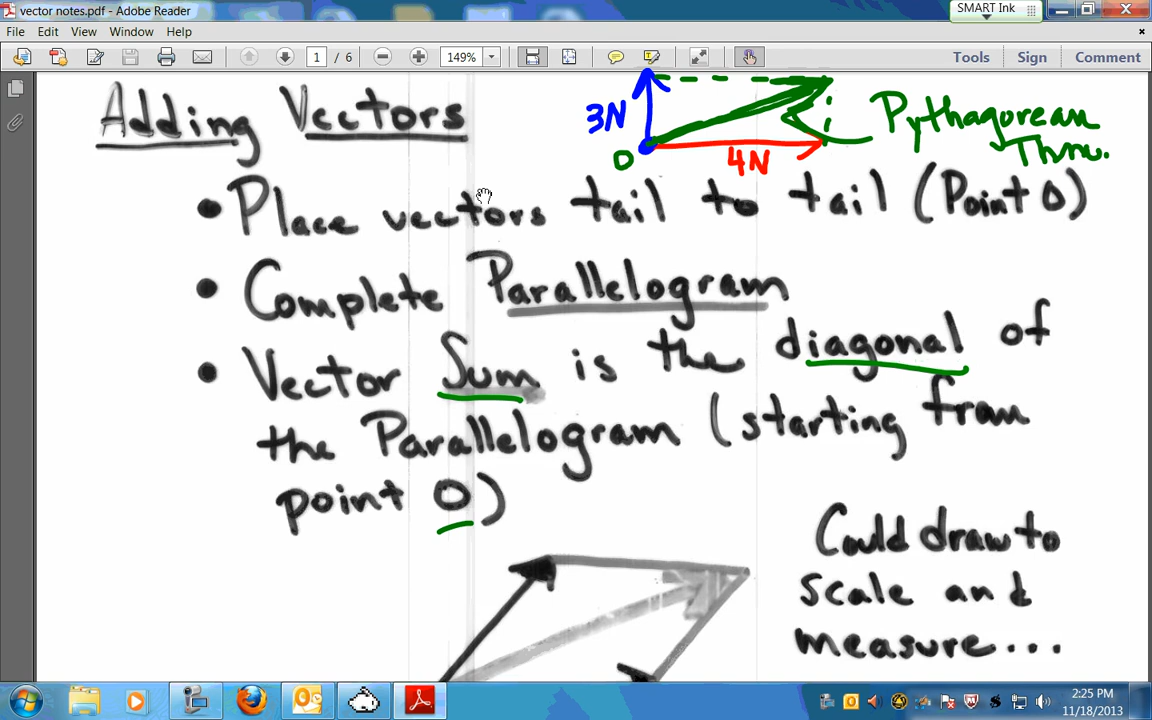 vector notes.pdf - Adobe Reader
SMART Ink
File Edit View Window Help
1 / 6 149% Tools Sign Comment
Adding Vectors
3N
0
4N
Pythagorean
Thm.
• Place vectors tail to tail (Point 0)
• Complete Parallelogram
• Vector Sum is the diagonal of
the Parallelogram (starting from
point 0)
Could draw to
scale and
measure...
2:25 PM
11/18/2013